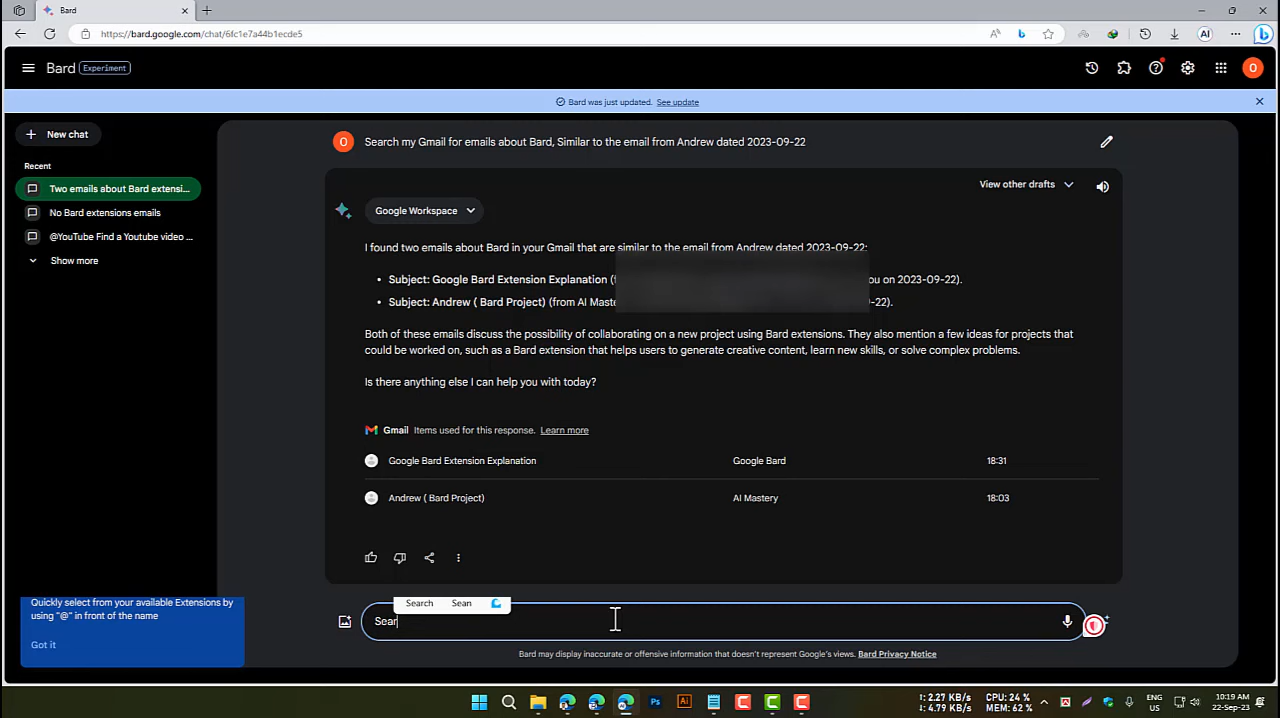 Bard
https://bard.google.com/chat/6fc1e7a44b1ecde5
AI
Bard Experiment
O
Bard was just updated. See update
New chat
Recent
Two emails about Bard extensi...
No Bard extensions emails
@YouTube Find a Youtube video ...
Show more
O Search my Gmail for emails about Bard, Similar to the email from Andrew dated 2023-09-22
View other drafts
Google Workspace
I found two emails about Bard in your Gmail that are similar to the email from Andrew dated 2023-09-22:
• Subject: Google Bard Extension Explanation ( ou on 2023-09-22).
• Subject: Andrew ( Bard Project) (from AI Maste -22).
Both of these emails discuss the possibility of collaborating on a new project using Bard extensions. They also mention a few ideas for projects that
could be worked on, such as a Bard extension that helps users to generate creative content, learn new skills, or solve complex problems.
Is there anything else I can help you with today?
Gmail Items used for this response. Learn more
Google Bard Extension Explanation Google Bard 18:31
Andrew ( Bard Project) AI Mastery 18:03
Quickly select from your available Extensions by
using "@" in front of the name
Got it
Search Sean
Sear
Bard may display inaccurate or offensive information that doesn't represent Google's views. Bard Privacy Notice
Ps
Ai
↑: 2.27 KB/s
↓: 4.79 KB/s
CPU: 24 %
MEM: 62 %
ENG
US
10:19 AM
22-Sep-23